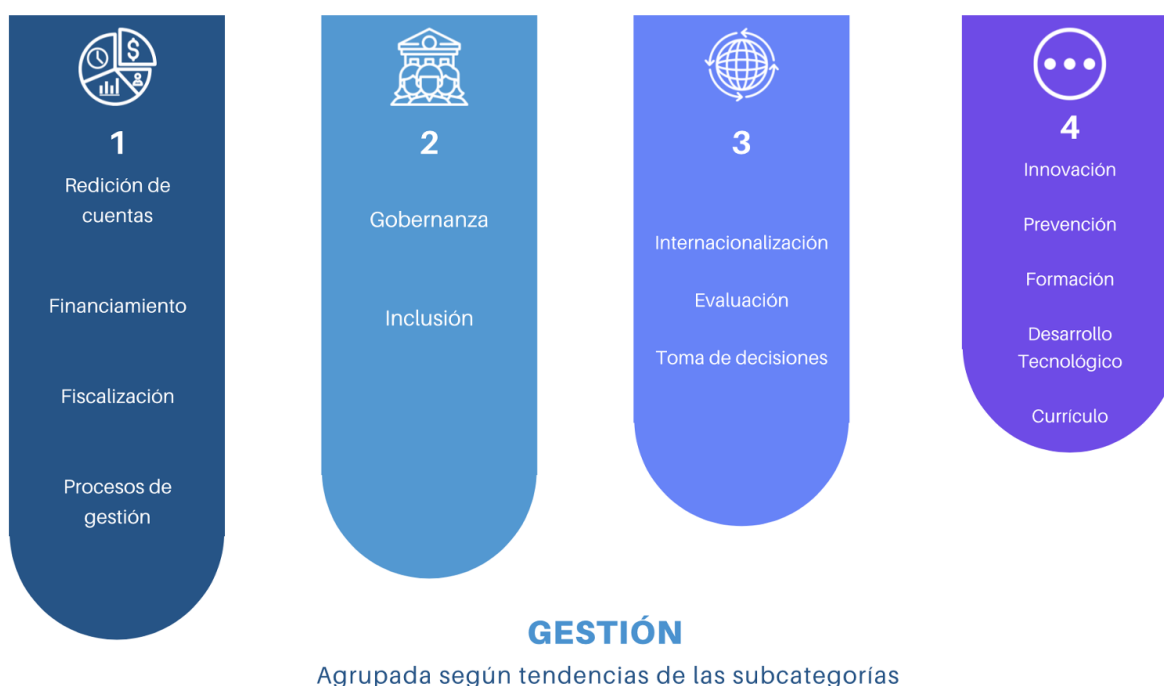 1
Redición de
cuentas
Financiamiento
Fiscalización
Procesos de
gestión
2
Gobernanza
Inclusión
3
Internacionalización
Evaluación
Toma de decisiones
4
Innovación
Prevención
Formación
Desarrollo
Tecnológico
Currículo
GESTIÓN
Agrupada según tendencias de las subcategorías